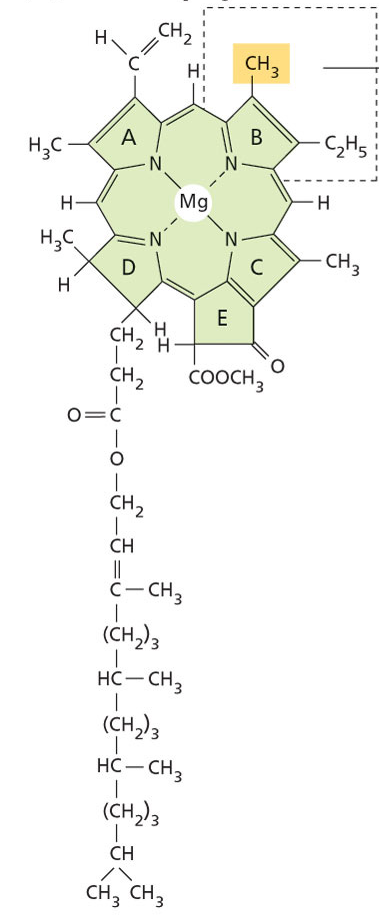 H CH₂
C
H CH₃
A B
H₃C C₂H₅
N N
H Mg H
H₃C N N
D C CH₃
H
E
H
CH₂ H O
COOCH₃
CH₂
O=C
O
CH₂
CH
C–CH₃
(CH₂)₃
HC–CH₃
(CH₂)₃
HC–CH₃
(CH₂)₃
CH
CH₃ CH₃